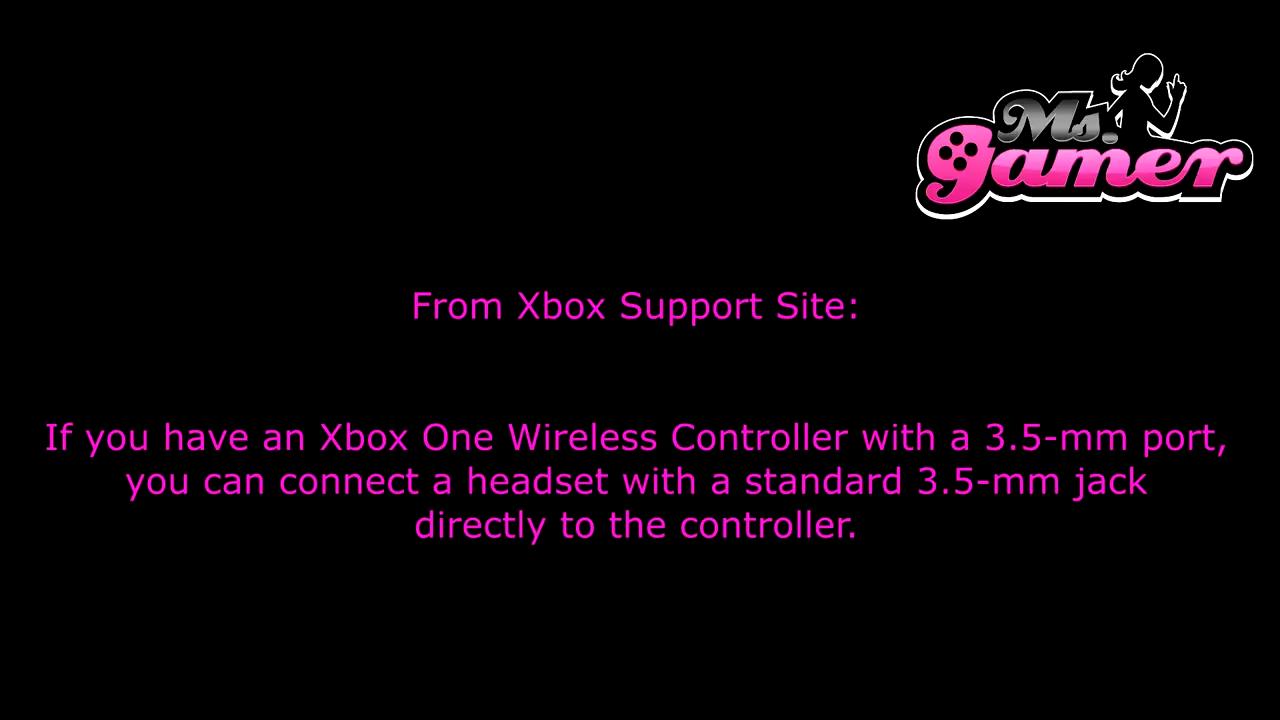 Ms.
gamer
From Xbox Support Site:
If you have an Xbox One Wireless Controller with a 3.5-mm port,
you can connect a headset with a standard 3.5-mm jack
directly to the controller.